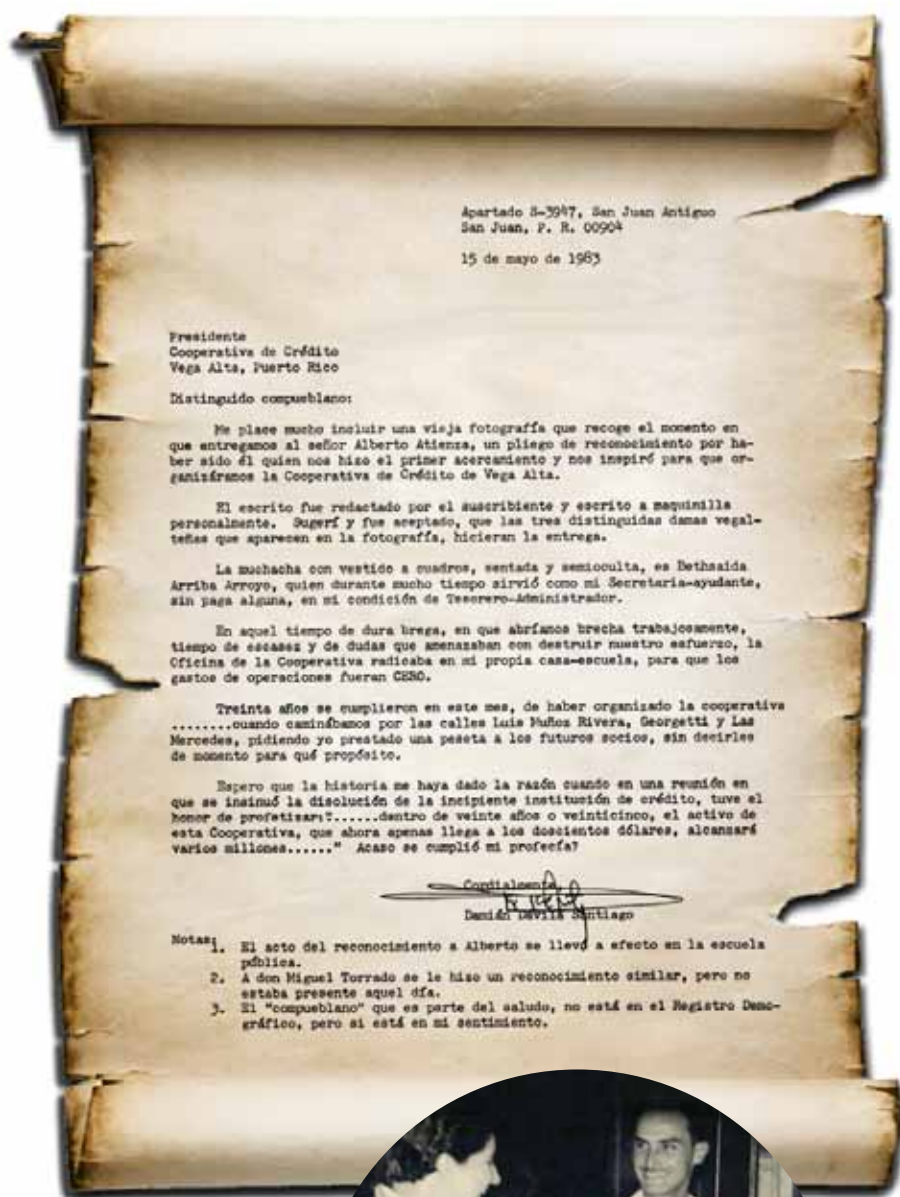 Apartado S-3947, San Juan Antiguo
San Juan, P. R. 00904
15 de mayo de 1983
Presidente
Cooperativa de Crédito
Vega Alta, Puerto Rico
Distinguido compueblano:
Me place mucho incluir una vieja fotografía que recoge el momento en
que entregamos al señor Alberto Atienza, un pliego de reconocimiento por ha-
ber sido él quien nos hizo el primer acercamiento y nos inspiró para que or-
ganizáramos la Cooperativa de Crédito de Vega Alta.
El escrito fue redactado por el suscribiente y escrito a maquinilla
personalmente. Sugerí y fue aceptado, que las tres distinguidas damas vegal-
teñas que aparecen en la fotografía, hicieran la entrega.
La muchacha con vestido a cuadros, sentada y semioculta, es Bethsaida
Arriba Arroyo, quien durante mucho tiempo sirvió como mi Secretaria-ayudante,
sin paga alguna, en mi condición de Tesorero-Administrador.
En aquel tiempo de dura brega, en que abríamos brecha trabajosamente,
tiempo de escasez y de dudas que amenazaban con destruir nuestro esfuerzo, la
Oficina de la Cooperativa radicaba en mi propia casa-escuela, para que los
gastos de operaciones fueran CERO.
Treinta años se cumplieron en este mes, de haber organizado la cooperativa
........cuando caminábamos por las calles Luis Muñoz Rivera, Georgetti y Las
Mercedes, pidiendo yo prestado una peseta a los futuros socios, sin decirles
de momento para qué propósito.
Espero que la historia me haya dado la razón cuando en una reunión en
que se insinuó la disolución de la incipiente institución de crédito, tuve el
honor de profetizar:"......dentro de veinte años o veinticinco, el activo de
esta Cooperativa, que ahora apenas llega a los doscientos dólares, alcanzará
varios millones......" Acaso se cumplió mi profecía?
Cordialmente,
Damián Dávila Santiago
Notas:
1. El acto del reconocimiento a Alberto se llevó a efecto en la escuela
pública.
2. A don Miguel Torrado se le hizo un reconocimiento similar, pero no
estaba presente aquel día.
3. El "compueblano" que es parte del saludo, no está en el Registro Demo-
gráfico, pero si está en mi sentimiento.